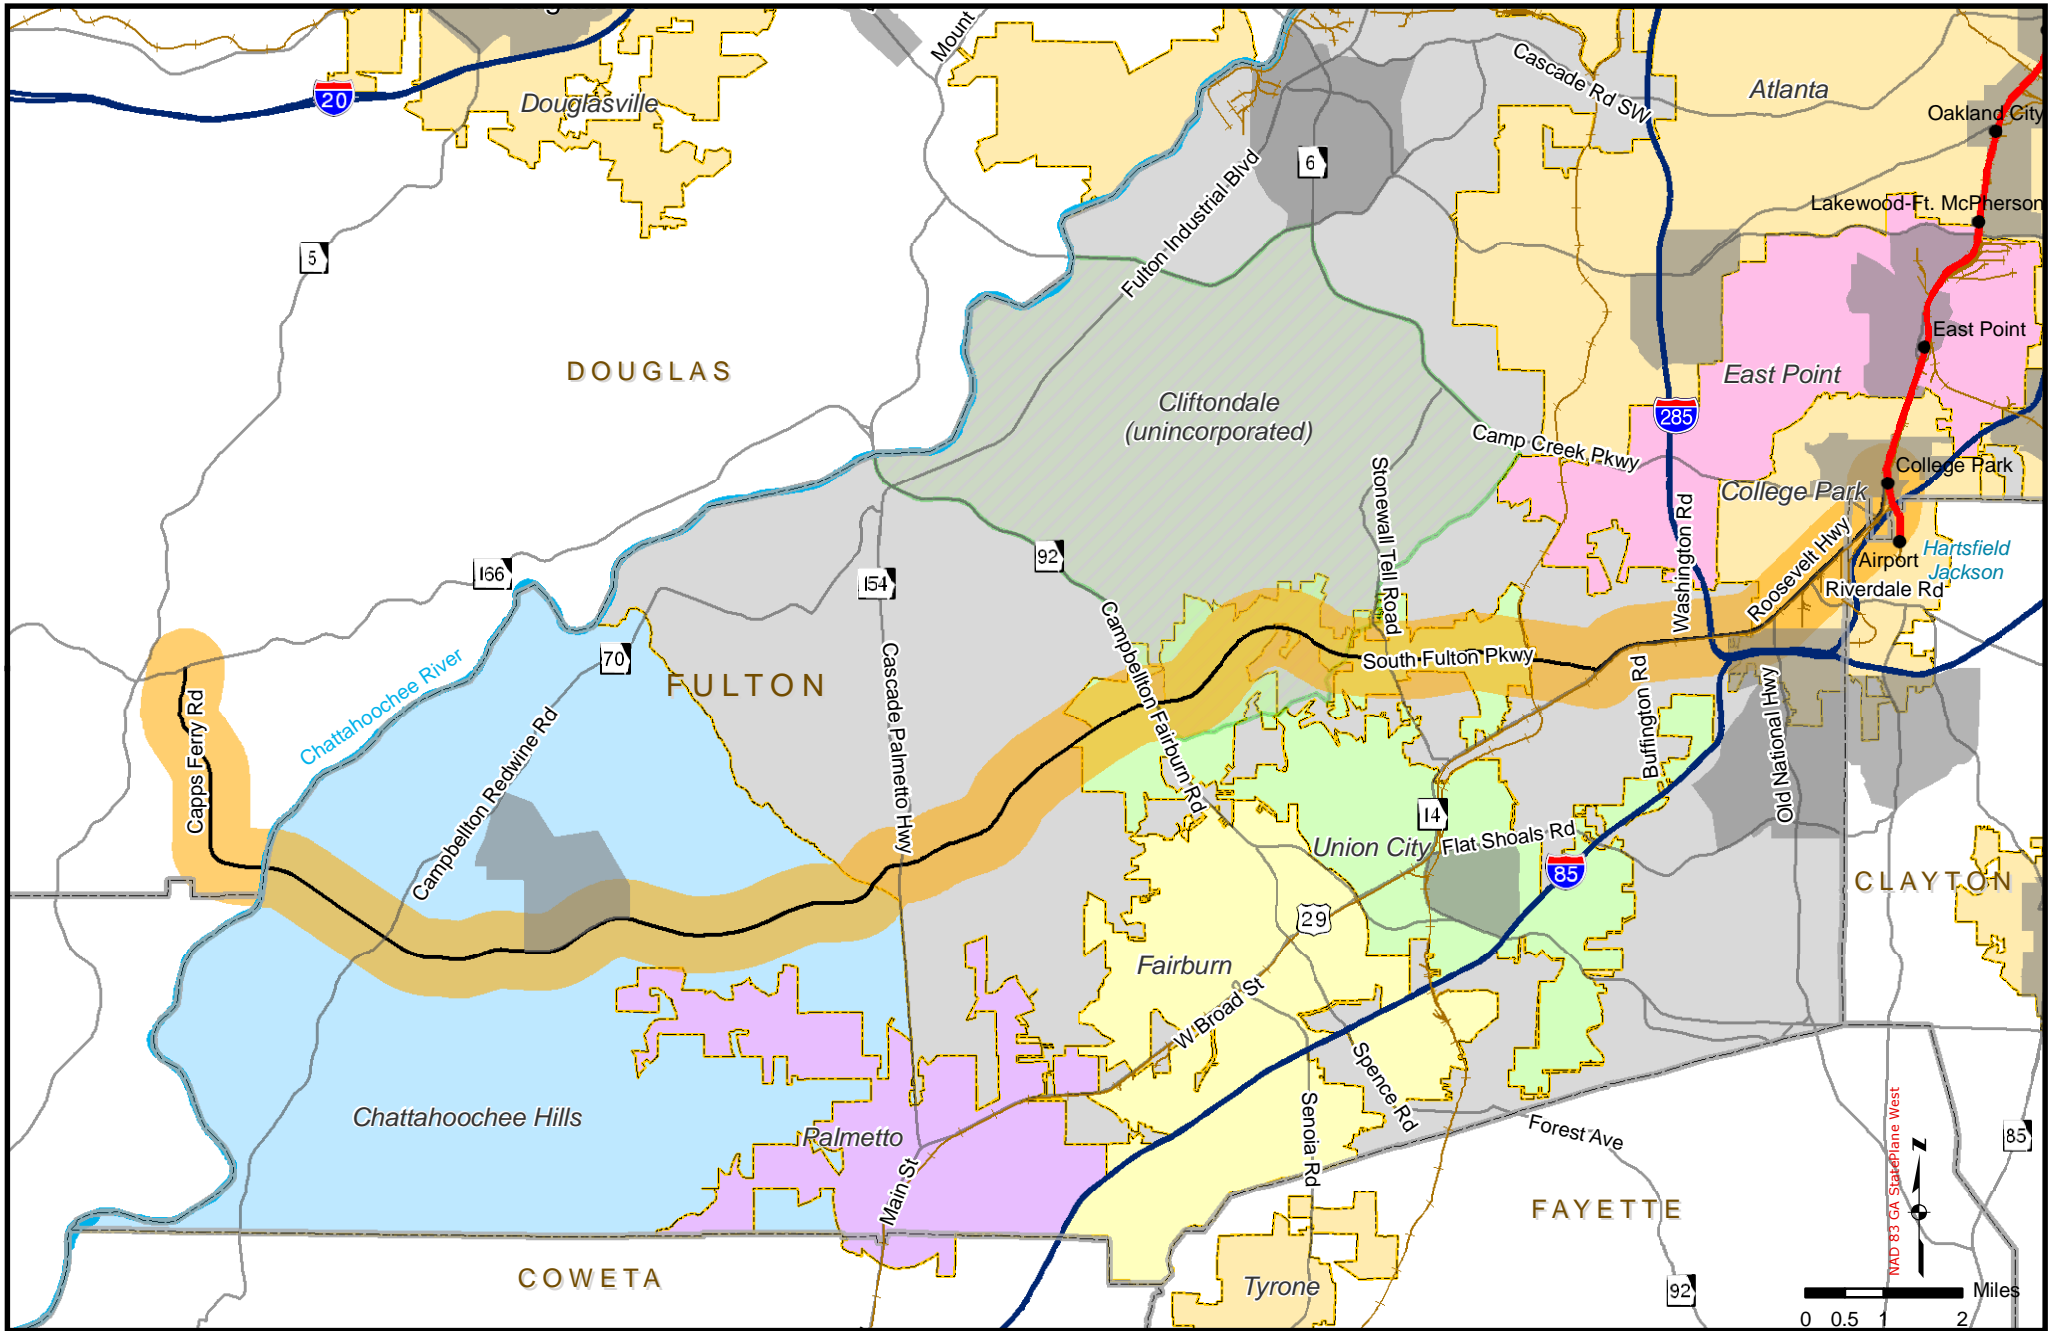 Mount
Cascade Rd SW
Atlanta
20
Douglasville
Oakland City
6
Fulton Industrial Blvd
Lakewood-Ft. McPherson
5
East Point
DOUGLAS
East Point
Cliftondale
(unincorporated)
285
Camp Creek Pkwy
College Park
College Park
Stonewall Tell Road
Washington Rd
Roosevelt Hwy
92
Hartsfield
Jackson
Airport
166
154
Riverdale Rd
Campbellton Fairburn Rd
70
South Fulton Pkwy
Chattahoochee River
FULTON
Cascade Palmetto Hwy
Buffington Rd
Old National Hwy
Capps Ferry Rd
Campbellton Redwine Rd
14
Union City
Flat Shoals Rd
85
CLAYTON
29
Fairburn
W Broad St
Spence Rd
Senoia Rd
Chattahoochee Hills
Palmetto
Main St
Forest Ave
85
NAD 83 GA StatePlane West
N
FAYETTE
COWETA
Tyrone
92
Miles
0 0.5 1 2